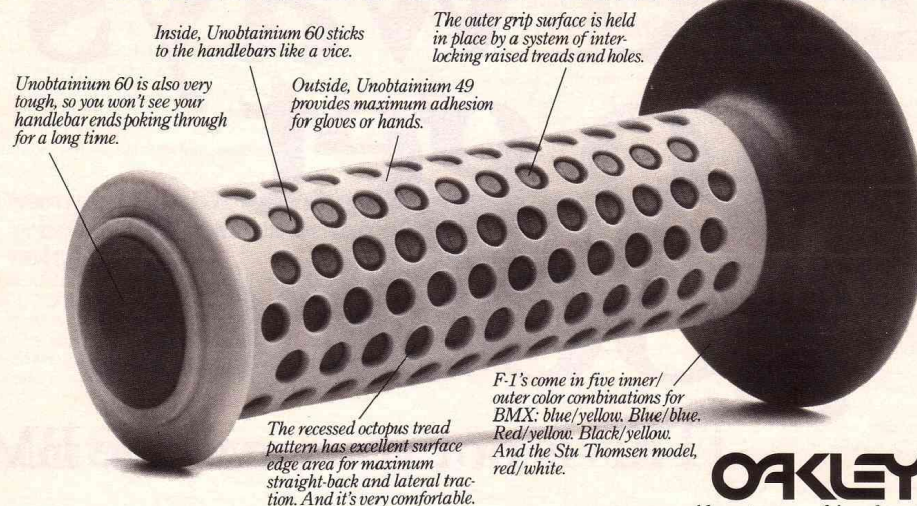 Inside, Unobtainium 60 sticks
to the handlebars like a vice.
The outer grip surface is held
in place by a system of inter-
locking raised treads and holes.
Unobtainium 60 is also very
tough, so you won't see your
handlebar ends poking through
for a long time.
Outside, Unobtainium 49
provides maximum adhesion
for gloves or hands.
The recessed octopus tread
pattern has excellent surface
edge area for maximum
straight-back and lateral trac-
tion. And it's very comfortable.
F-1's come in five inner/
outer color combinations for
BMX: blue/yellow. Blue/blue.
Red/yellow. Black/yellow.
And the Stu Thomsen model,
red/white.
OAKLEY